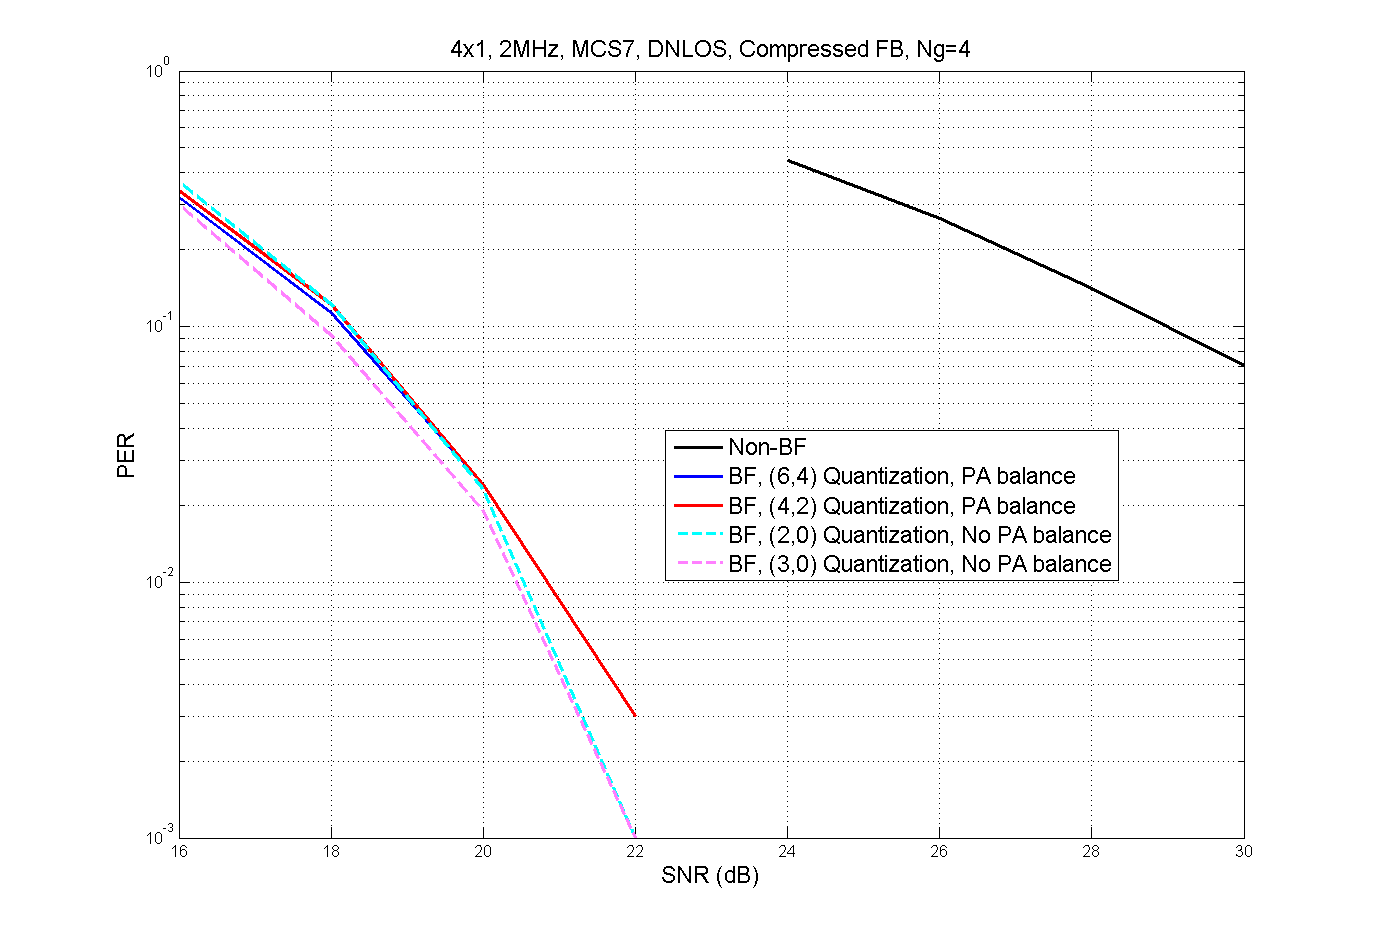 4x1, 2MHz, MCS7, DNLOS, Compressed FB, Ng=4
10^0
10^-1
10^-2
10^-3
PER
Non-BF
BF, (6,4) Quantization, PA balance
BF, (4,2) Quantization, PA balance
BF, (2,0) Quantization, No PA balance
BF, (3,0) Quantization, No PA balance
16 18 20 22 24 26 28 30
SNR (dB)